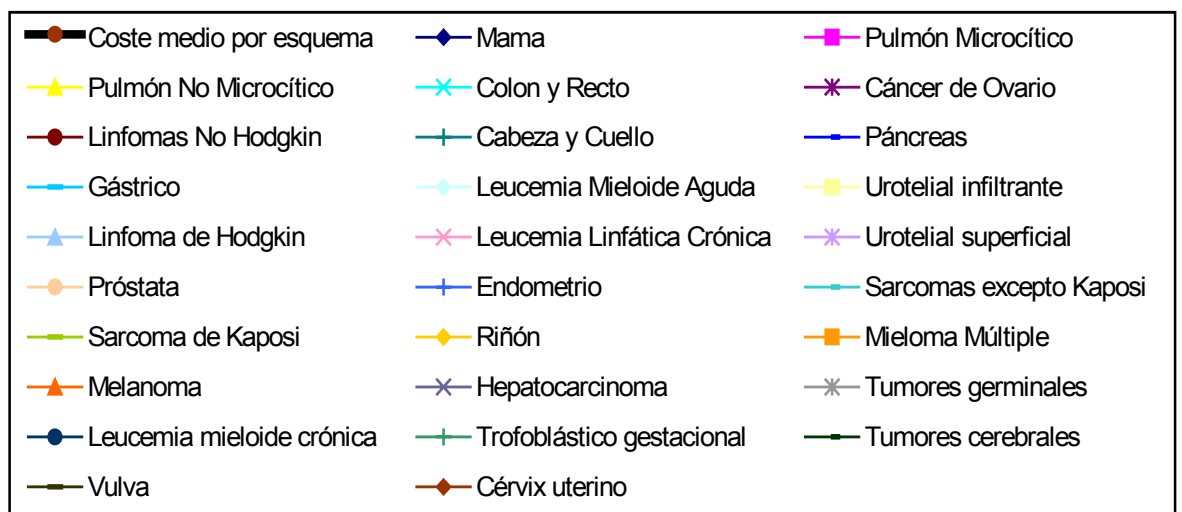 Coste medio por esquema Mama Pulmón Microcítico
Pulmón No Microcítico Colon y Recto Cáncer de Ovario
Linfomas No Hodgkin Cabeza y Cuello Páncreas
Gástrico Leucemia Mieloide Aguda Urotelial infiltrante
Linfoma de Hodgkin Leucemia Linfática Crónica Urotelial superficial
Próstata Endometrio Sarcomas excepto Kaposi
Sarcoma de Kaposi Riñón Mieloma Múltiple
Melanoma Hepatocarcinoma Tumores germinales
Leucemia mieloide crónica Trofoblástico gestacional Tumores cerebrales
Vulva Cérvix uterino